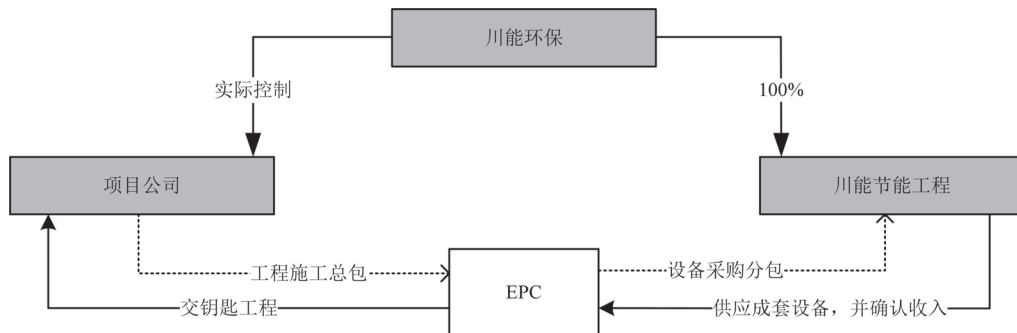 川能环保
实际控制
100%
项目公司
川能节能工程
工程施工总包
设备采购分包
EPC
交钥匙工程
供应成套设备，并确认收入